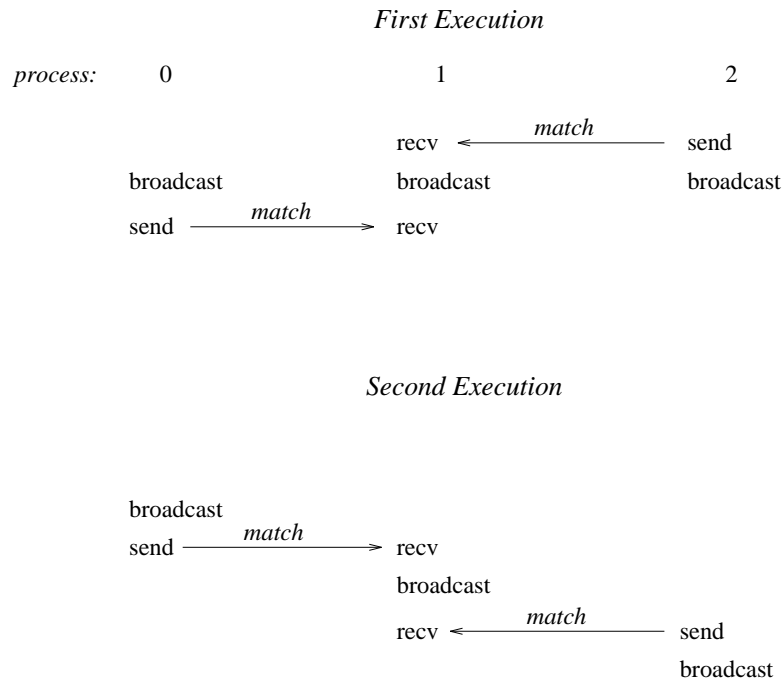 First Execution
process: 0 1 2
recv match send
broadcast broadcast broadcast
send match recv
Second Execution
broadcast
send match recv
broadcast
recv match send
broadcast